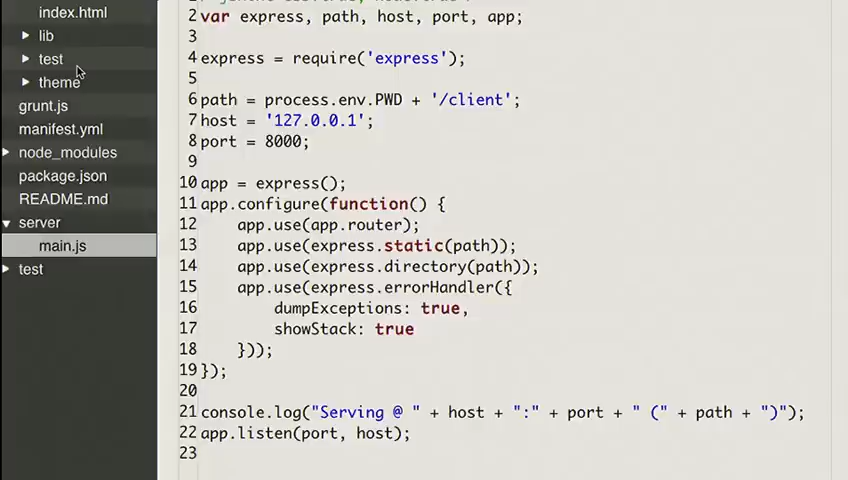 index.html
lib
test
theme
grunt.js
manifest.yml
node_modules
package.json
README.md
server
main.js
test
2 var express, path, host, port, app;
3
4 express = require('express');
5
6 path = process.env.PWD + '/client';
7 host = '127.0.0.1';
8 port = 8000;
9
10 app = express();
11 app.configure(function() {
12 app.use(app.router);
13 app.use(express.static(path));
14 app.use(express.directory(path));
15 app.use(express.errorHandler({
16 dumpExceptions: true,
17 showStack: true
18 }));
19 });
20
21 console.log("Serving @ " + host + ":" + port + " (" + path + ")");
22 app.listen(port, host);
23